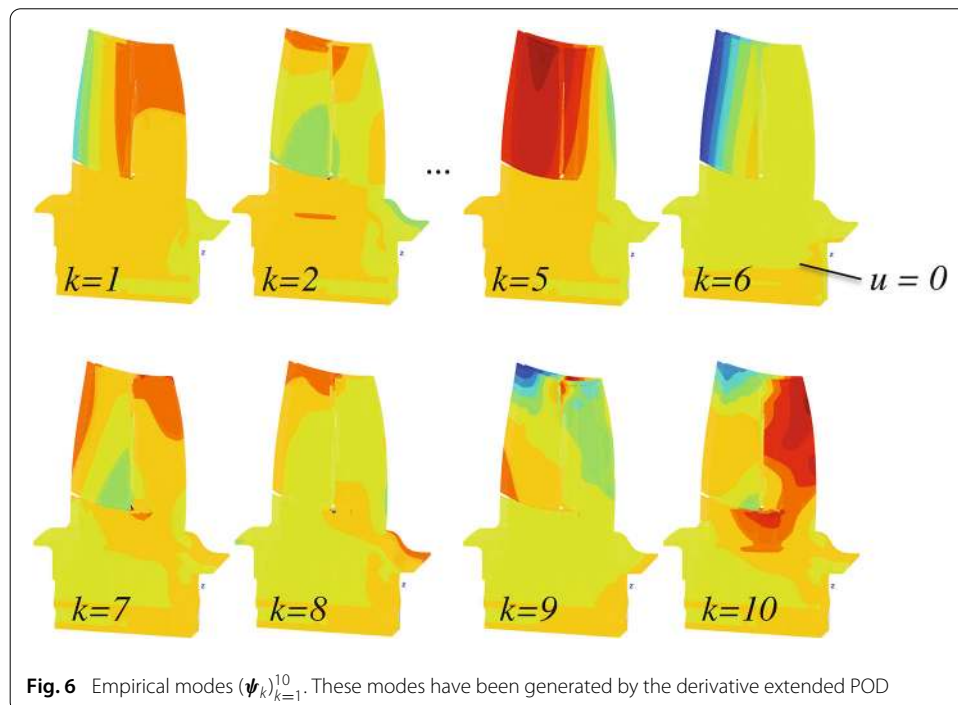 ...
k=1 k=2 k=5 k=6 u = 0
z z z z
k=7 k=8 k=9 k=10
z z z z
Fig. 6 Empirical modes (𝝍ₖ)¹⁰ₖ₌₁. These modes have been generated by the derivative extended POD